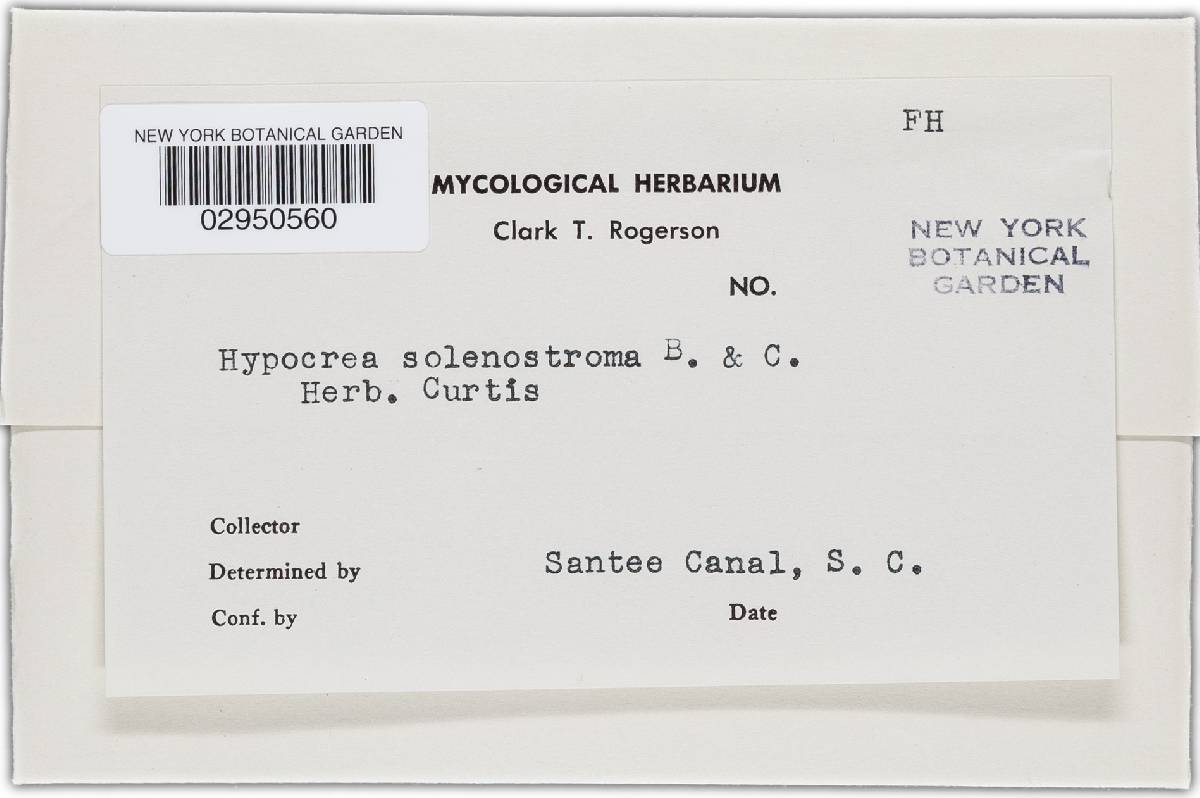 NEW YORK BOTANICAL GARDEN
02950560
FH
MYCOLOGICAL HERBARIUM
Clark T. Rogerson
NEW YORK
BOTANICAL
GARDEN
NO.
Hypocrea solenostroma B. & C.
Herb. Curtis
Collector
Determined by
Santee Canal, S. C.
Conf. by
Date